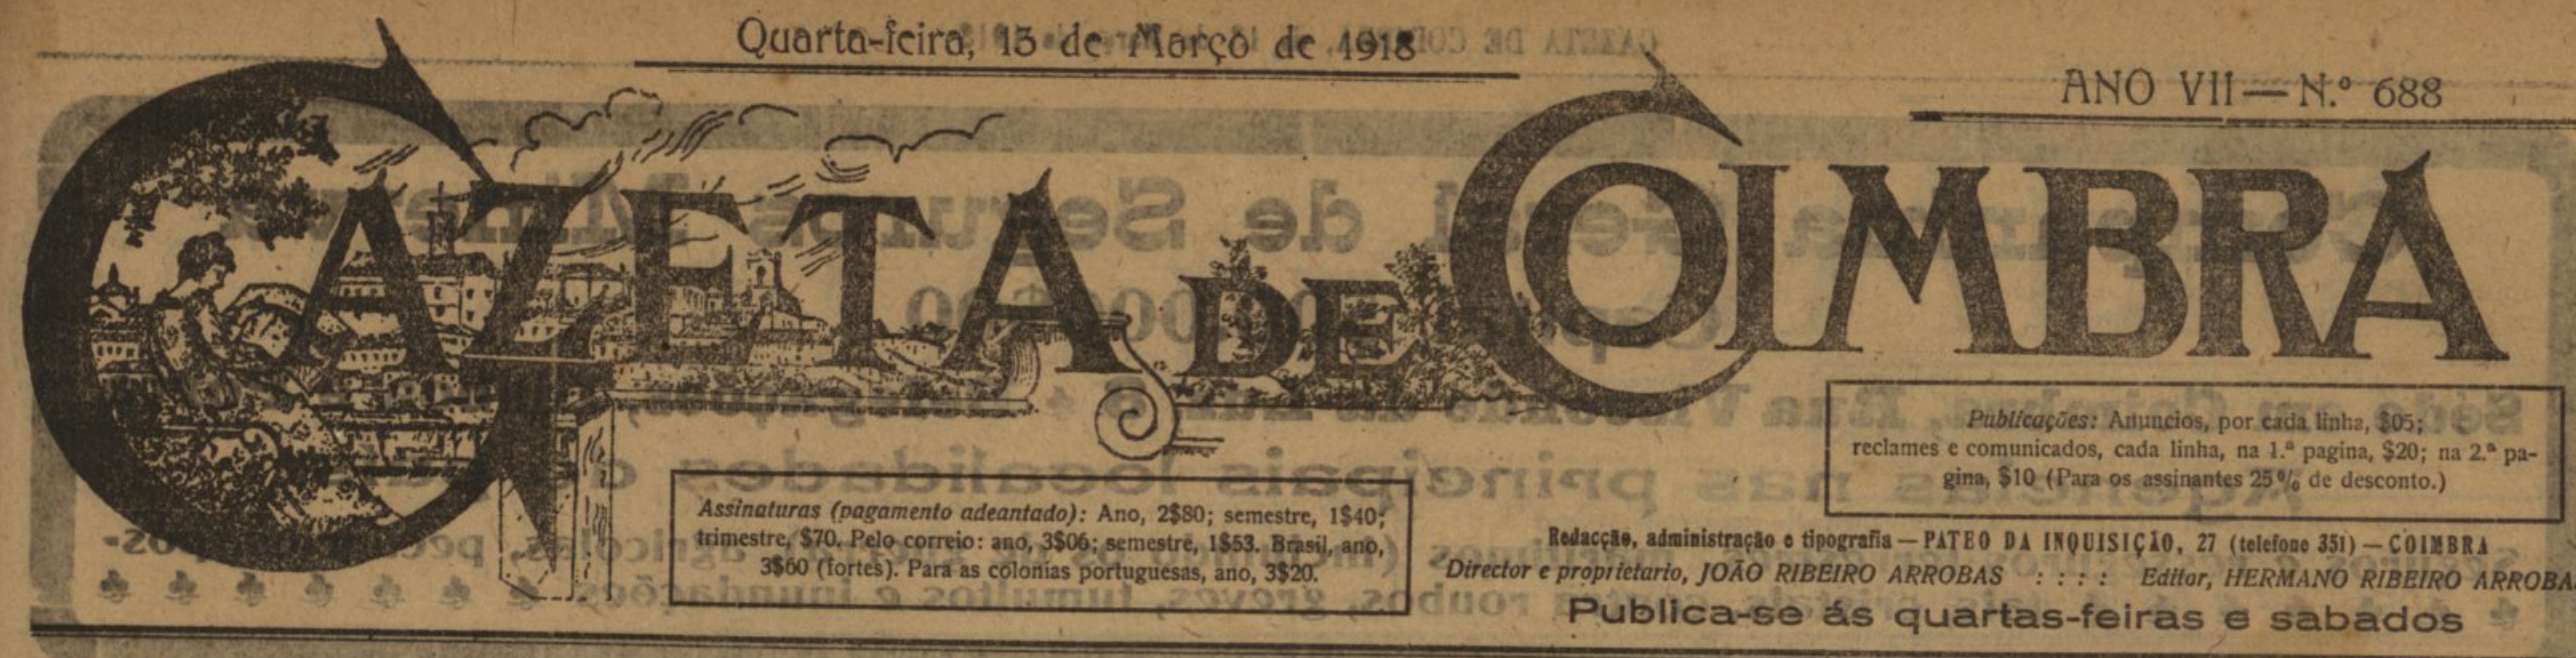 Quarta-feira, 13 de Março de 1918
ANO VII — N.º 688
GAZETA DE COIMBRA
Publicações: Anuncios, por cada linha, $05;
reclames e comunicados, cada linha, na 1.ª pagina, $20; na 2.ª pa-
gina, $10 (Para os assinantes 25% de desconto.)
Assinaturas (pagamento adeantado): Ano, 2$80; semestre, 1$40;
trimestre, $70. Pelo correio: ano, 3$06; semestre, 1$53. Brasil, ano,
3$60 (fortes). Para as colonias portuguesas, ano, 3$20.
Redacção, administração e tipografia — PATEO DA INQUISIÇÃO, 27 (telefone 351) — COIMBRA
Director e proprietario, JOÃO RIBEIRO ARROBAS : : : : Editor, HERMANO RIBEIRO ARROBA
Publica-se ás quartas-feiras e sabados